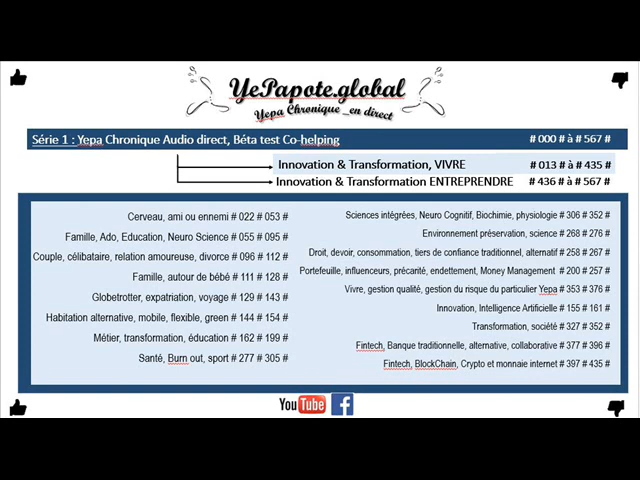 YePapote.global
Yepa Chronique _en direct
Série 1 : Yepa Chronique Audio direct, Béta test Co-helping # 000 # à # 567 #
Innovation & Transformation, VIVRE # 013 # à # 435 #
Innovation & Transformation ENTREPRENDRE # 436 # à # 567 #
Cerveau, ami ou ennemi # 022 # 053 #
Famille, Ado, Education, Neuro Science # 055 # 095 #
Couple, célibataire, relation amoureuse, divorce # 096 # 112 #
Famille, autour de bébé # 111 # 128 #
Globetrotter, expatriation, voyage # 129 # 143 #
Habitation alternative, mobile, flexible, green # 144 # 154 #
Métier, transformation, éducation # 162 # 199 #
Santé, Burn out, sport # 277 # 305 #
Sciences intégrées, Neuro Cognitif, Biochimie, physiologie # 306 # 352 #
Environnement préservation, science # 268 # 276 #
Droit, devoir, consommation, tiers de confiance traditionnel, alternatif # 258 # 267 #
Portefeuille, influenceurs, précarité, endettement, Money Management # 200 # 257 #
Vivre, gestion qualité, gestion du risque du particulier Yepa # 353 # 376 #
Innovation, Intelligence Artificielle # 155 # 161 #
Transformation, société # 327 # 352 #
Fintech, Banque traditionnelle, alternative, collaborative # 377 # 396 #
Fintech, BlockChain, Crypto et monnaie internet # 397 # 435 #
YouTube f